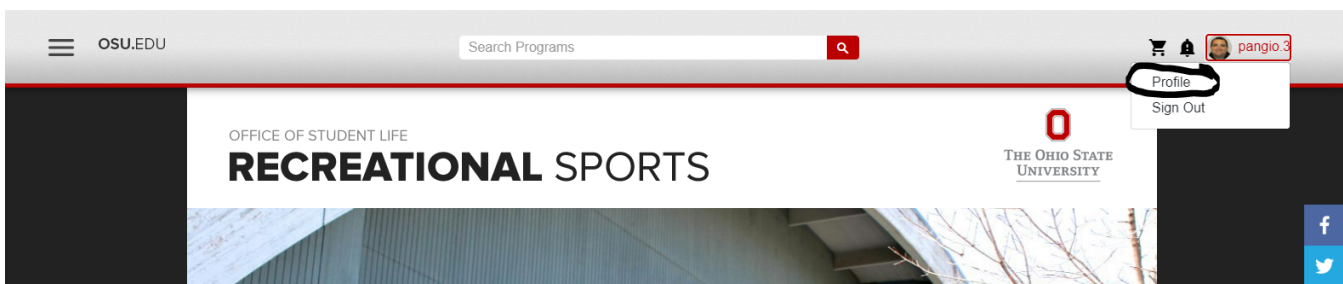 OSU.EDU
Search Programs
pangio.3
Profile
Sign Out
OFFICE OF STUDENT LIFE
RECREATIONAL SPORTS
O
THE OHIO STATE
UNIVERSITY
f